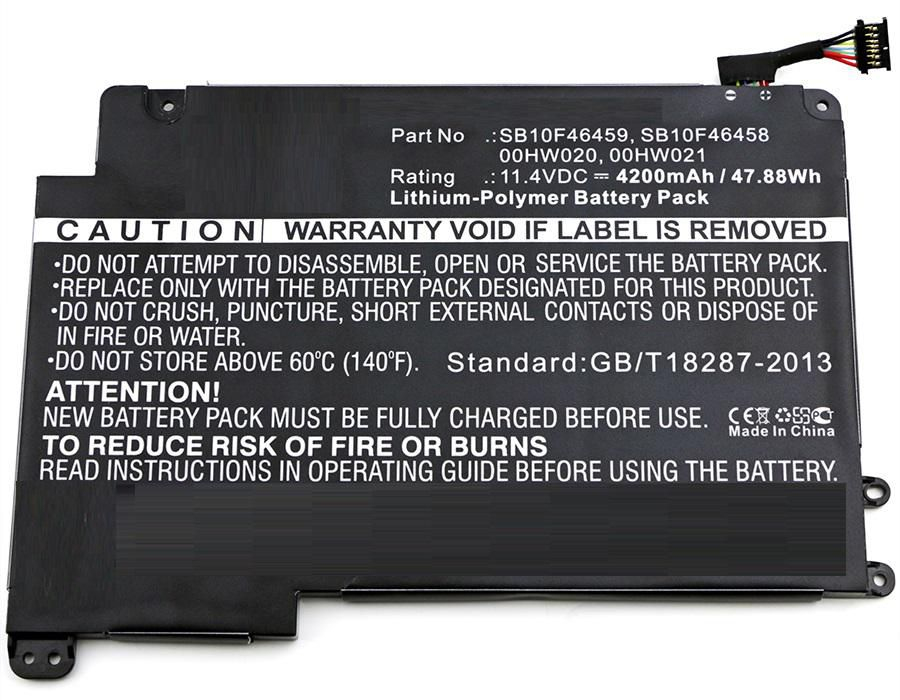 Part No .:SB10F46459, SB10F46458
00HW020, 00HW021
Rating .: 11.4VDC ⎓ 4200mAh / 47.88Wh
Lithium-Polymer Battery Pack
CAUTION WARRANTY VOID IF LABEL IS REMOVED
•DO NOT ATTEMPT TO DISASSEMBLE, OPEN OR SERVICE THE BATTERY PACK.
•REPLACE ONLY WITH THE BATTERY PACK DESIGNATED FOR THIS PRODUCT.
•DO NOT CRUSH, PUNCTURE, SHORT EXTERNAL CONTACTS OR DISPOSE OF
IN FIRE OR WATER.
•DO NOT STORE ABOVE 60ºC (140ºF). Standard:GB/T18287-2013
ATTENTION!
NEW BATTERY PACK MUST BE FULLY CHARGED BEFORE USE.
CE
Made In China
TO REDUCE RISK OF FIRE OR BURNS
READ INSTRUCTIONS IN OPERATING GUIDE BEFORE USING THE BATTERY.